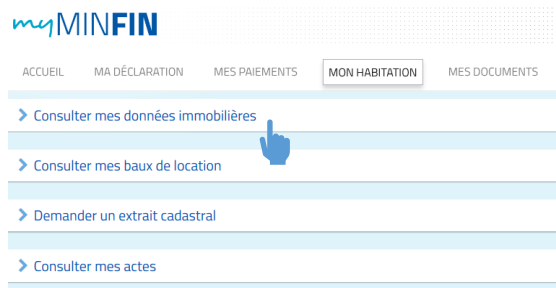 myMINFIN
ACCUEIL MA DÉCLARATION MES PAIEMENTS MON HABITATION MES DOCUMENTS
Consulter mes données immobilières
Consulter mes baux de location
Demander un extrait cadastral
Consulter mes actes